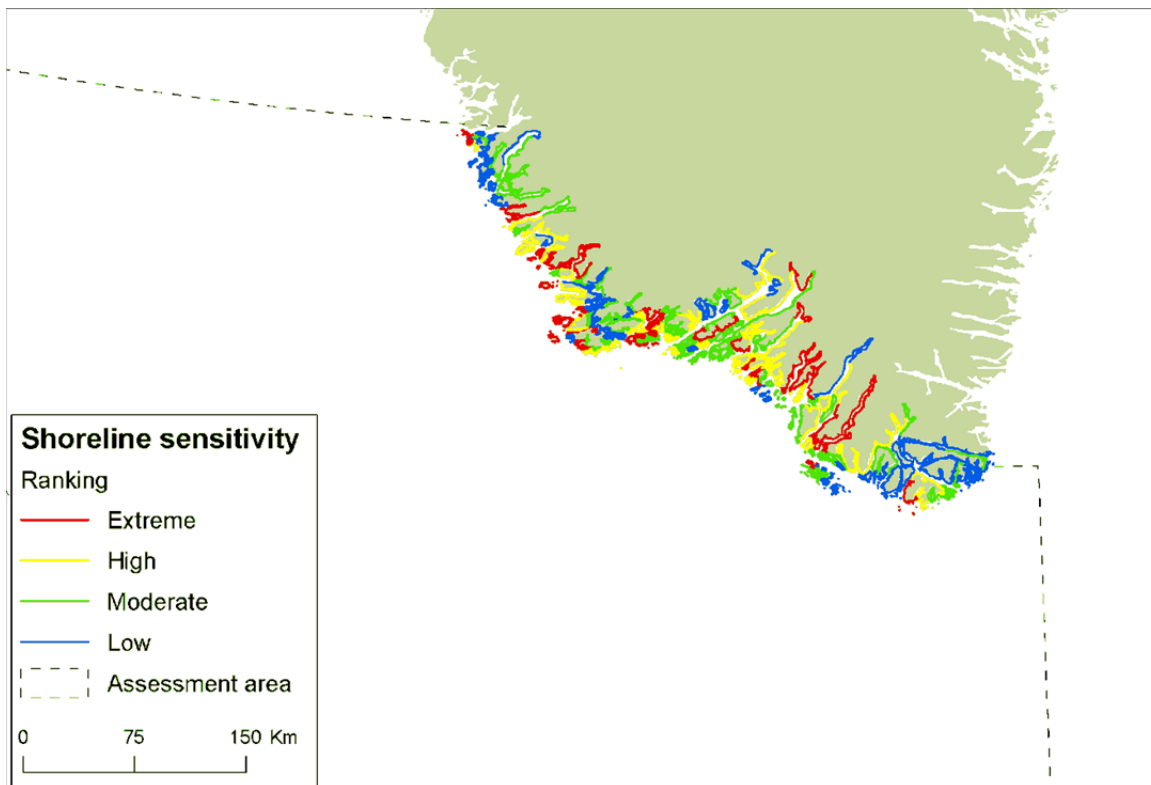 Shoreline sensitivity
Ranking
Extreme
High
Moderate
Low
Assessment area
0 75 150 Km